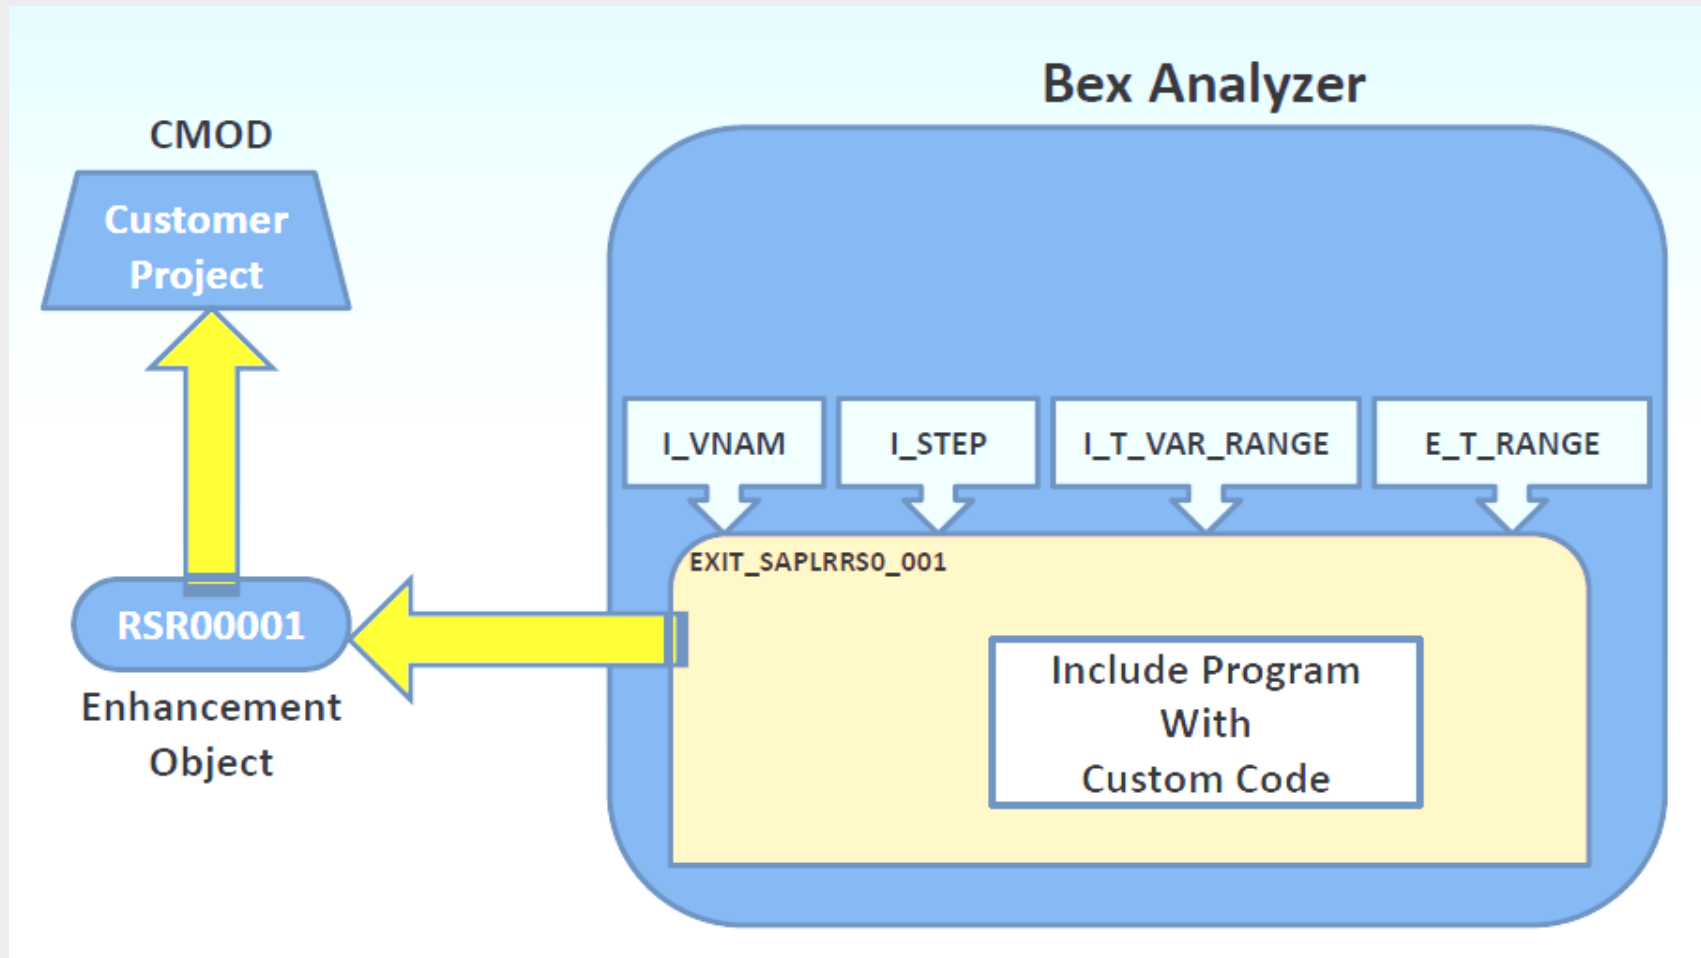 Bex Analyzer
CMOD
Customer
Project
I_VNAM
I_STEP
I_T_VAR_RANGE
E_T_RANGE
EXIT_SAPLRRS0_001
RSR00001
Enhancement
Object
Include Program
With
Custom Code